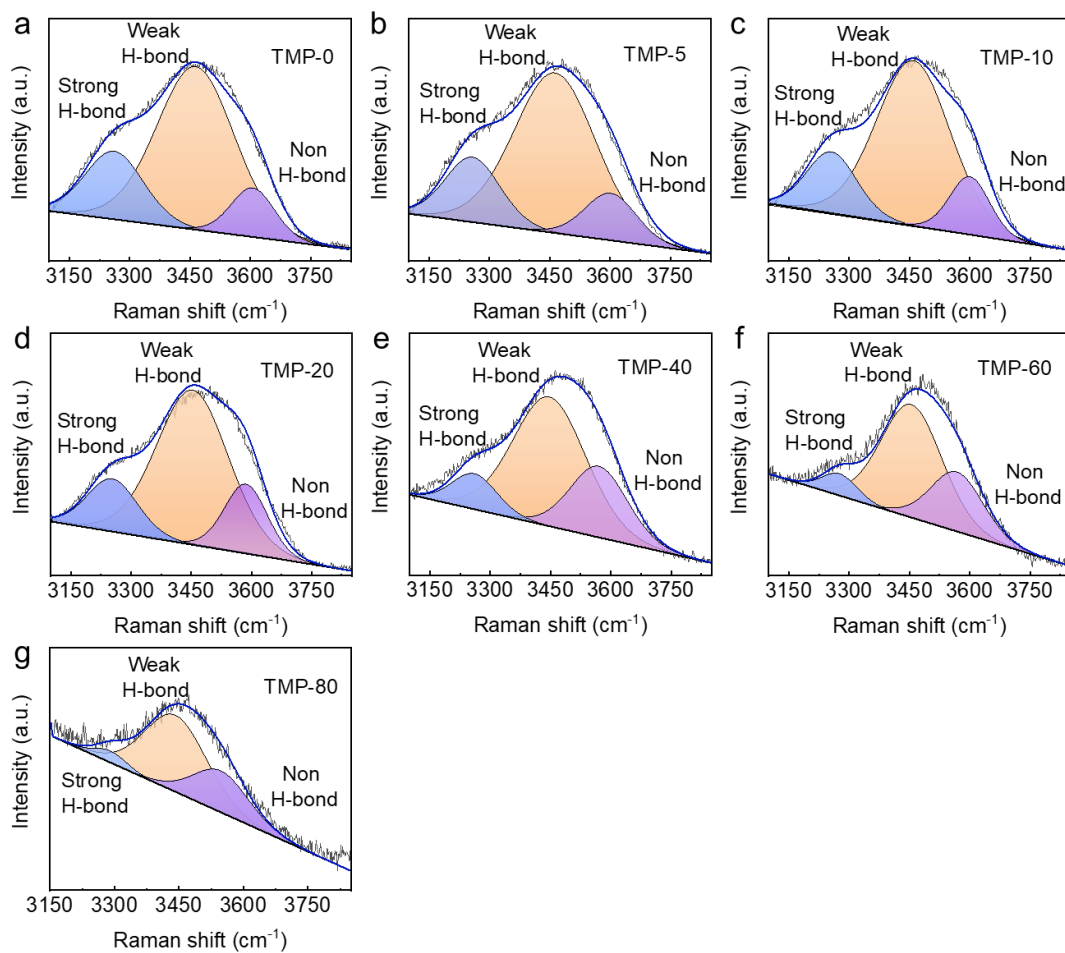 a
Weak
H-bond
TMP-0
Strong
H-bond
Non
H-bond
Intensity (a.u.)
3150 3300 3450 3600 3750
Raman shift (cm⁻¹)
b
Weak
H-bond
TMP-5
Strong
H-bond
Non
H-bond
Intensity (a.u.)
3150 3300 3450 3600 3750
Raman shift (cm⁻¹)
c
Weak
H-bond
TMP-10
Strong
H-bond
Non
H-bond
Intensity (a.u.)
3150 3300 3450 3600 3750
Raman shift (cm⁻¹)
d
Weak
H-bond
TMP-20
Strong
H-bond
Non
H-bond
Intensity (a.u.)
3150 3300 3450 3600 3750
Raman shift (cm⁻¹)
e
Weak
H-bond
TMP-40
Strong
H-bond
Non
H-bond
Intensity (a.u.)
3150 3300 3450 3600 3750
Raman shift (cm⁻¹)
f
Weak
H-bond
TMP-60
Strong
H-bond
Non
H-bond
Intensity (a.u.)
3150 3300 3450 3600 3750
Raman shift (cm⁻¹)
g
Weak
H-bond
TMP-80
Strong
H-bond
Non
H-bond
Intensity (a.u.)
3150 3300 3450 3600 3750
Raman shift (cm⁻¹)